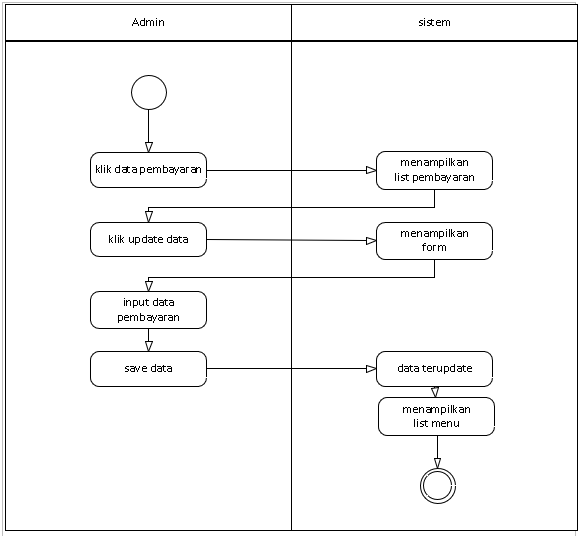 Admin
sistem
klik data pembayaran
menampilkan
list pembayaran
klik update data
menampilkan
form
input data
pembayaran
save data
data terupdate
menampilkan
list menu